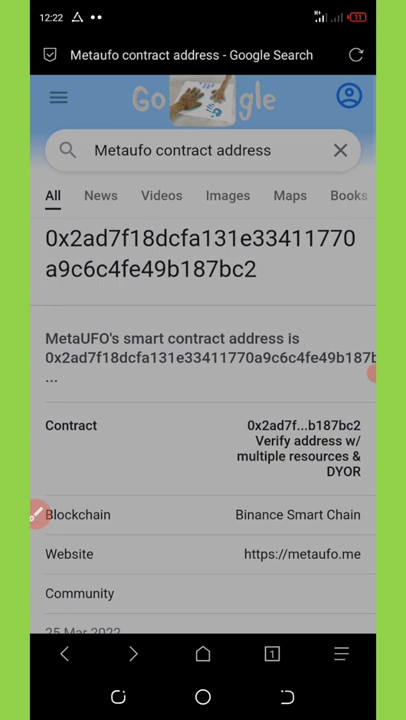 12:22
11
Metaufo contract address - Google Search
Go gle
Metaufo contract address
All News Videos Images Maps Books
0x2ad7f18dcfa131e33411770
a9c6c4fe49b187bc2
MetaUFO's smart contract address is
0x2ad7f18dcfa131e33411770a9c6c4fe49b187b
...
Contract 0x2ad7f...b187bc2
Verify address w/
multiple resources &
DYOR
Blockchain Binance Smart Chain
Website https://metaufo.me
Community
25 Mar 2022
1